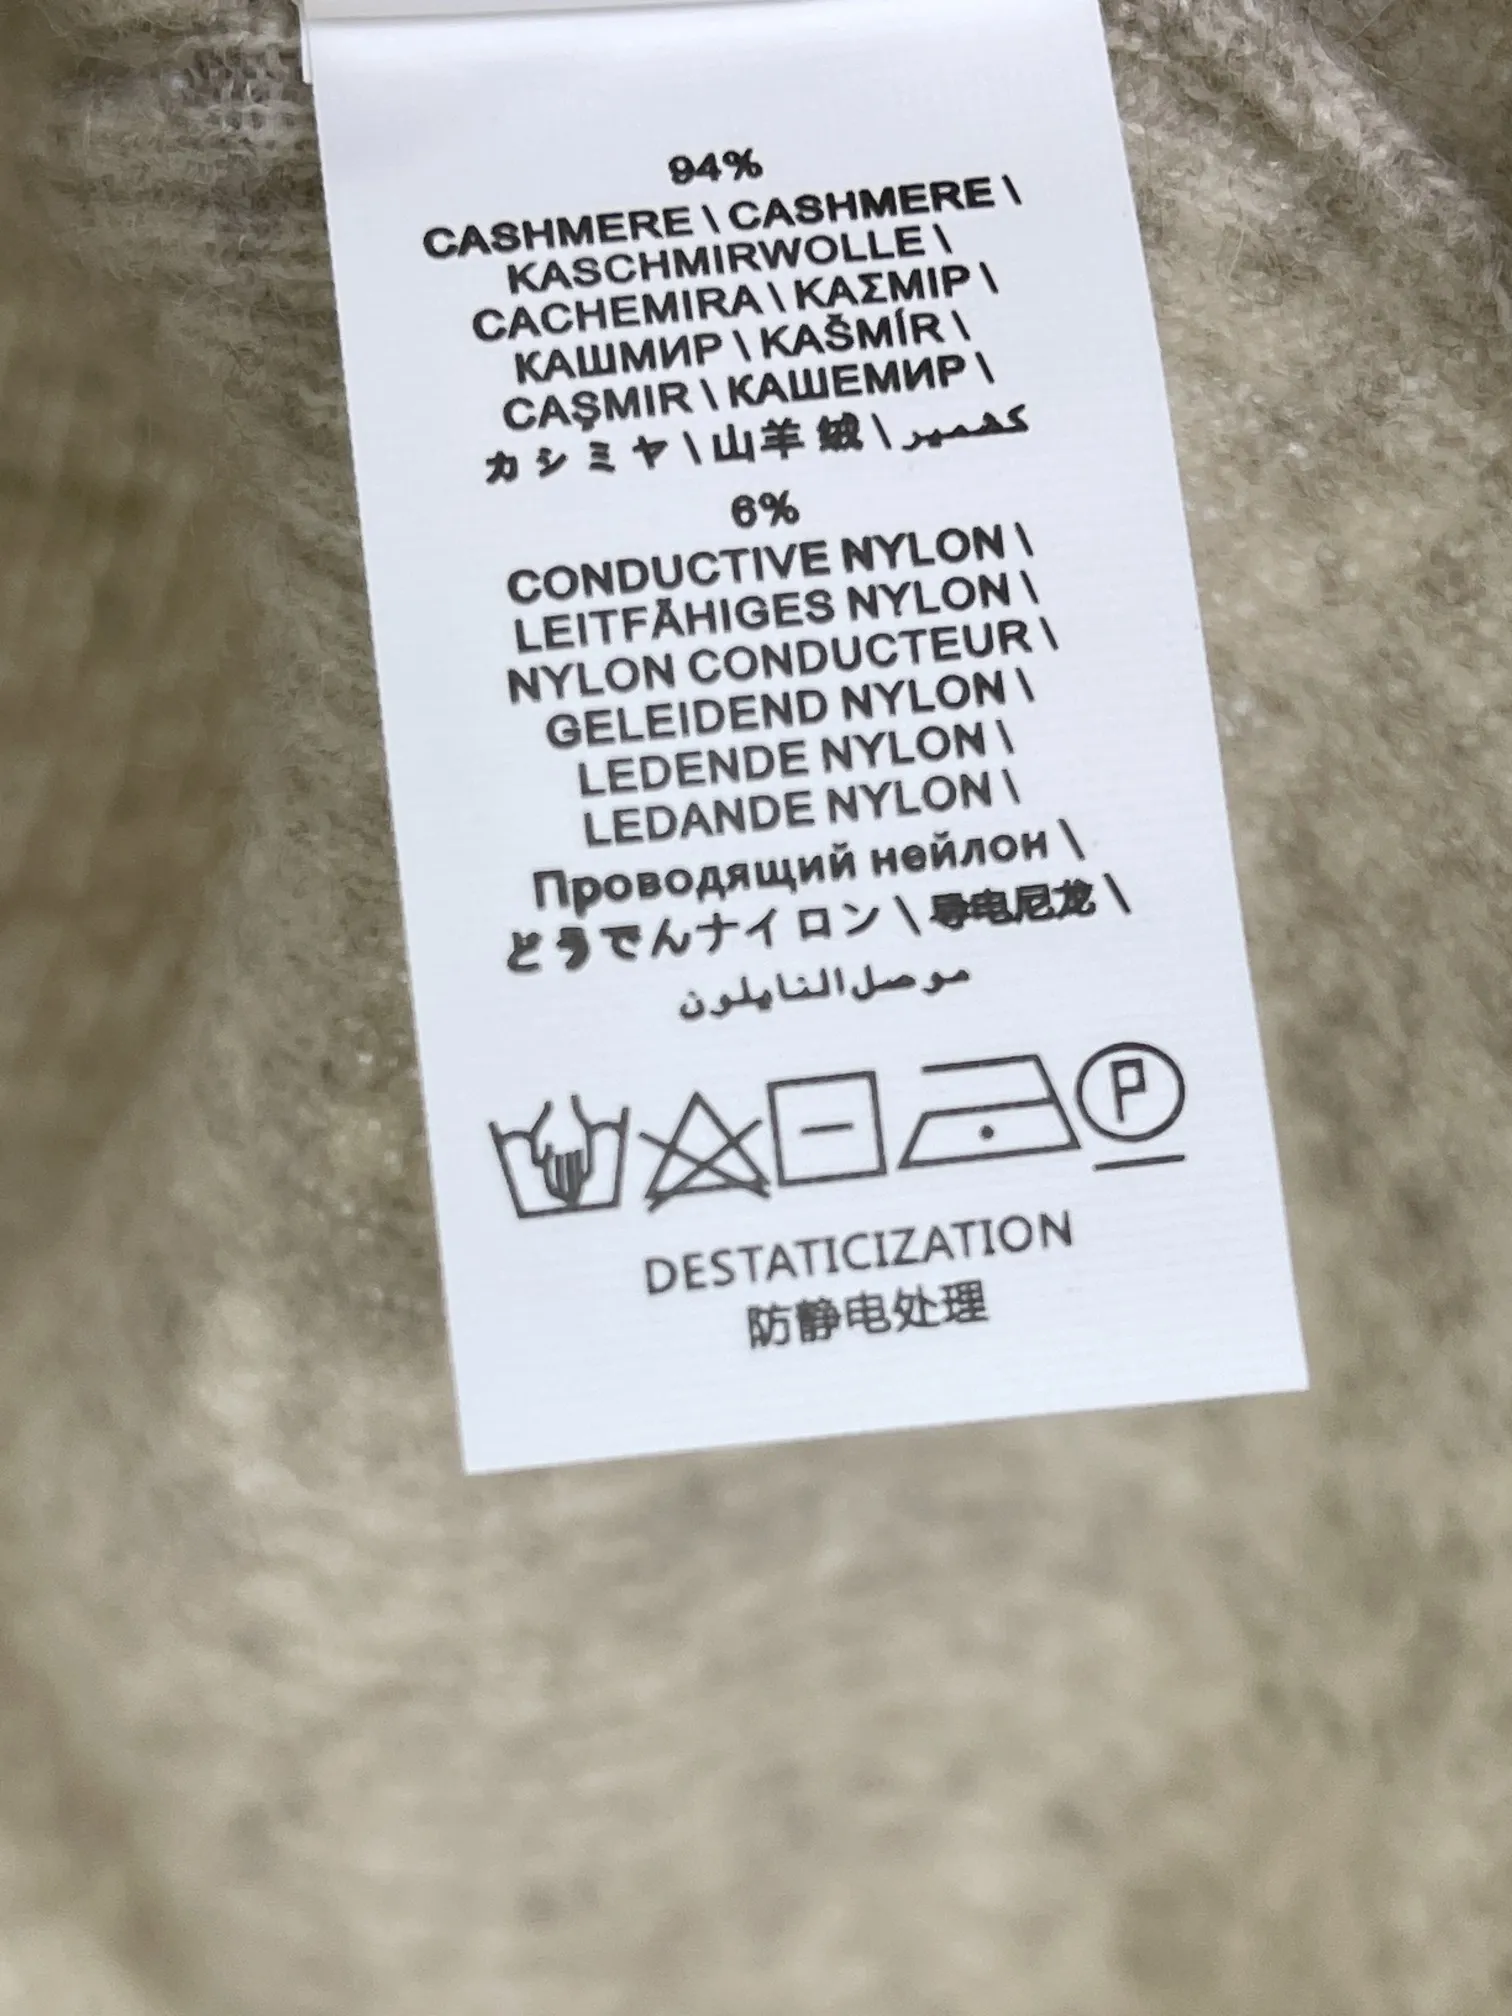 94%
CASHMERE \ CASHMERE \
KASCHMIRWOLLE \
CACHEMIRA \ ΚΑΣΜΙΡ \
КАШМИР \ KAŠMÍR \
CAŞMIR \ КАШЕМИР \
カシミヤ \ 山羊绒 \ كشمير
6%
CONDUCTIVE NYLON \
LEITFÄHIGES NYLON \
NYLON CONDUCTEUR \
GELEIDEND NYLON \
LEDENDE NYLON \
LEDANDE NYLON \
Проводящий нейлон \
どうでんナイロン \ 导电尼龙 \
موصل النايلون
P
DESTATICIZATION
防静电处理